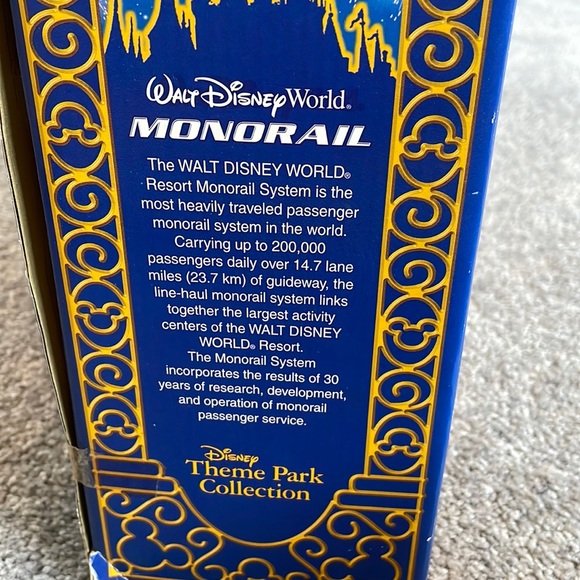 WALT DISNEY World®
MONORAIL
The WALT DISNEY WORLD®
Resort Monorail System is the
most heavily traveled passenger
monorail system in the world.
Carrying up to 200,000
passengers daily over 14.7 lane
miles (23.7 km) of guideway, the
line-haul monorail system links
together the largest activity
centers of the WALT DISNEY
WORLD® Resort.
The Monorail System
incorporates the results of 30
years of research, development,
and operation of monorail
passenger service.
DISNEY
Theme Park
Collection